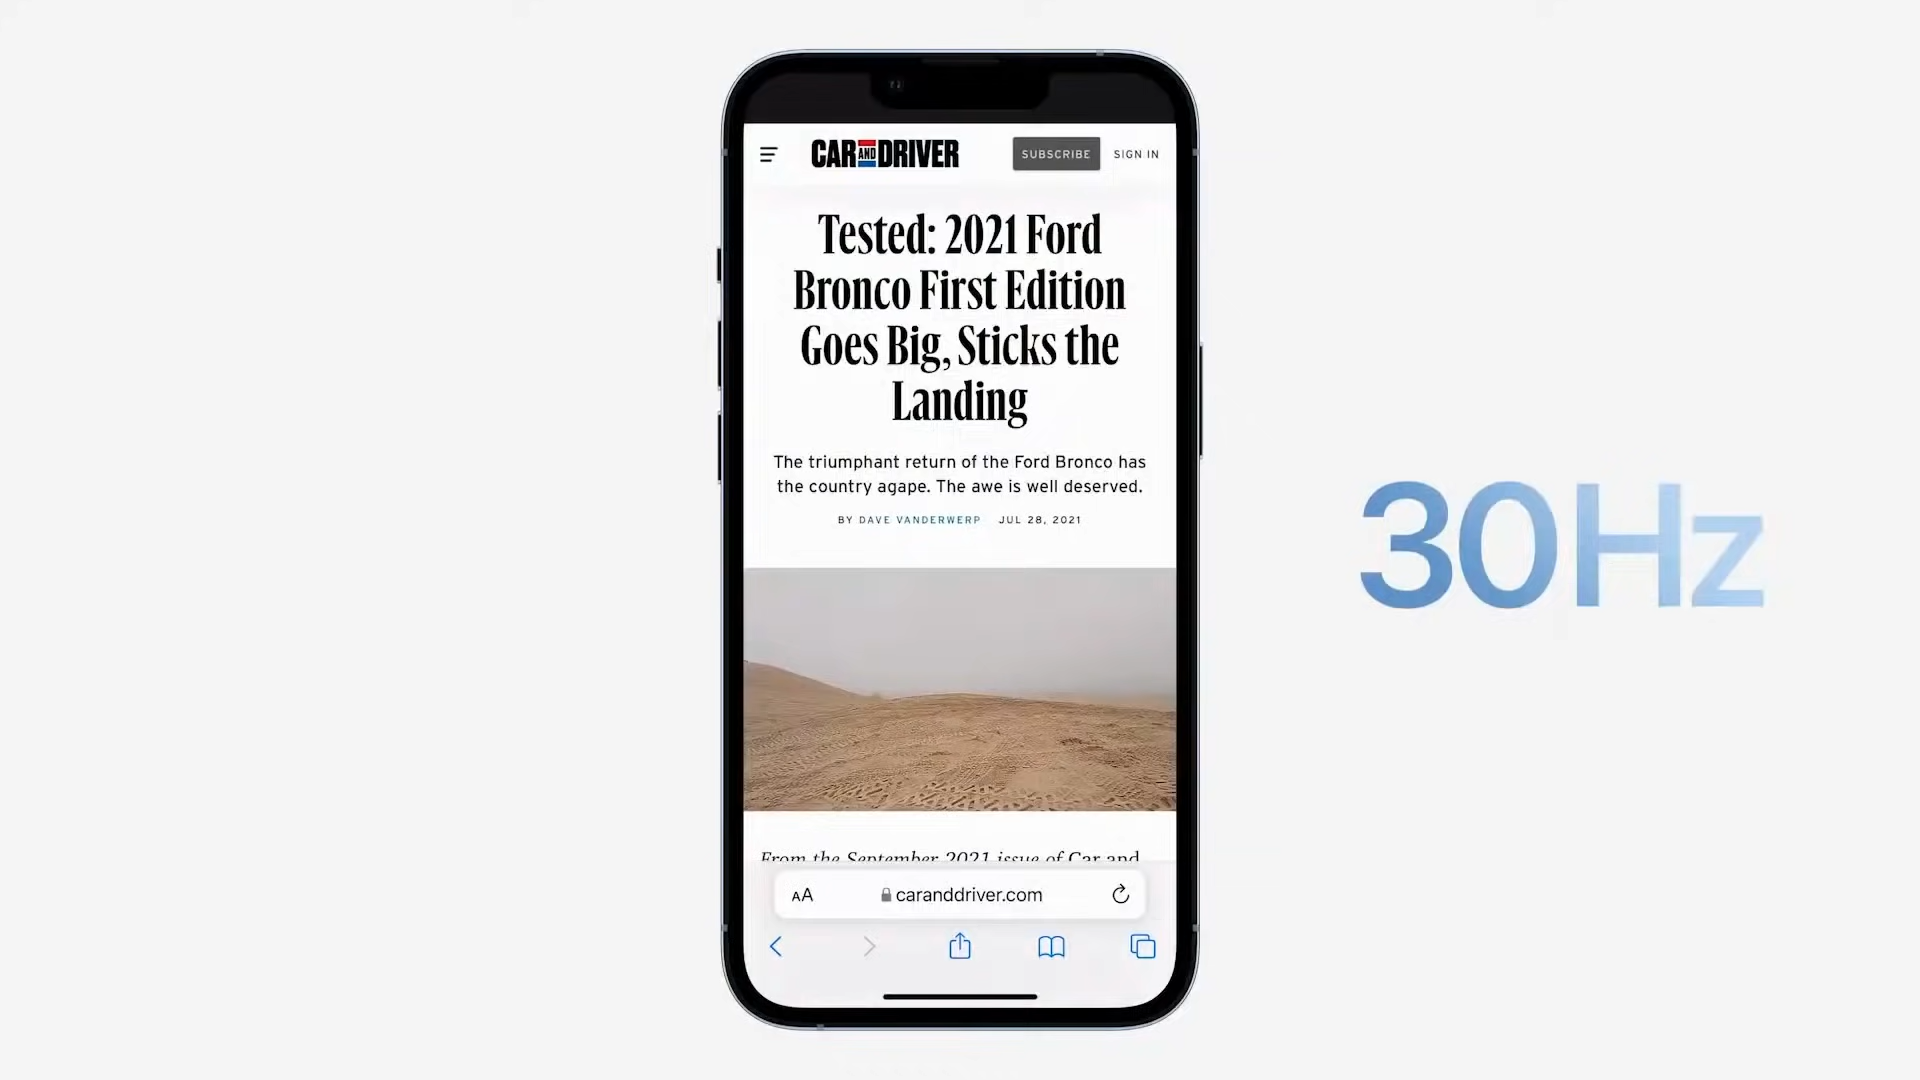 CAR AND DRIVER
SUBSCRIBE
SIGN IN
Tested: 2021 Ford
Bronco First Edition
Goes Big, Sticks the
Landing
The triumphant return of the Ford Bronco has
the country agape. The awe is well deserved.
BY DAVE VANDERWERP JUL 28, 2021
From the September 2021 issue of Car and
AA
caranddriver.com
30Hz